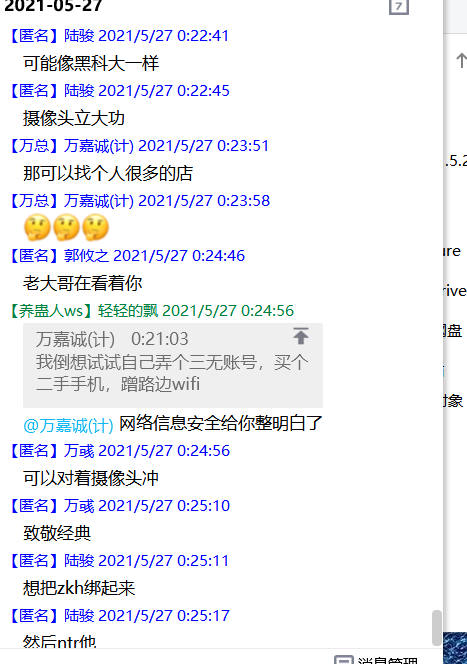 2021-05-27
7
【匿名】陆骏 2021/5/27 0:22:41
可能像黑科大一样
【匿名】陆骏 2021/5/27 0:22:45
摄像头立大功
【万总】万嘉诚(计) 2021/5/27 0:23:51
那可以找个人很多的店
【万总】万嘉诚(计) 2021/5/27 0:23:58
【匿名】郭攸之 2021/5/27 0:24:46
老大哥在看着你
【养蛊人ws】轻轻的飘 2021/5/27 0:24:56
万嘉诚(计) 0:21:03
我倒想试试自己弄个三无账号，买个
二手手机，蹭路边wifi
@万嘉诚(计) 网络信息安全给你整明白了
【匿名】万彧 2021/5/27 0:24:56
可以对着摄像头冲
【匿名】万彧 2021/5/27 0:25:10
致敬经典
【匿名】陆骏 2021/5/27 0:25:11
想把zkh绑起来
【匿名】陆骏 2021/5/27 0:25:17
然后ntr他
消息管理
.5.2
ure
rive
网盘
对象